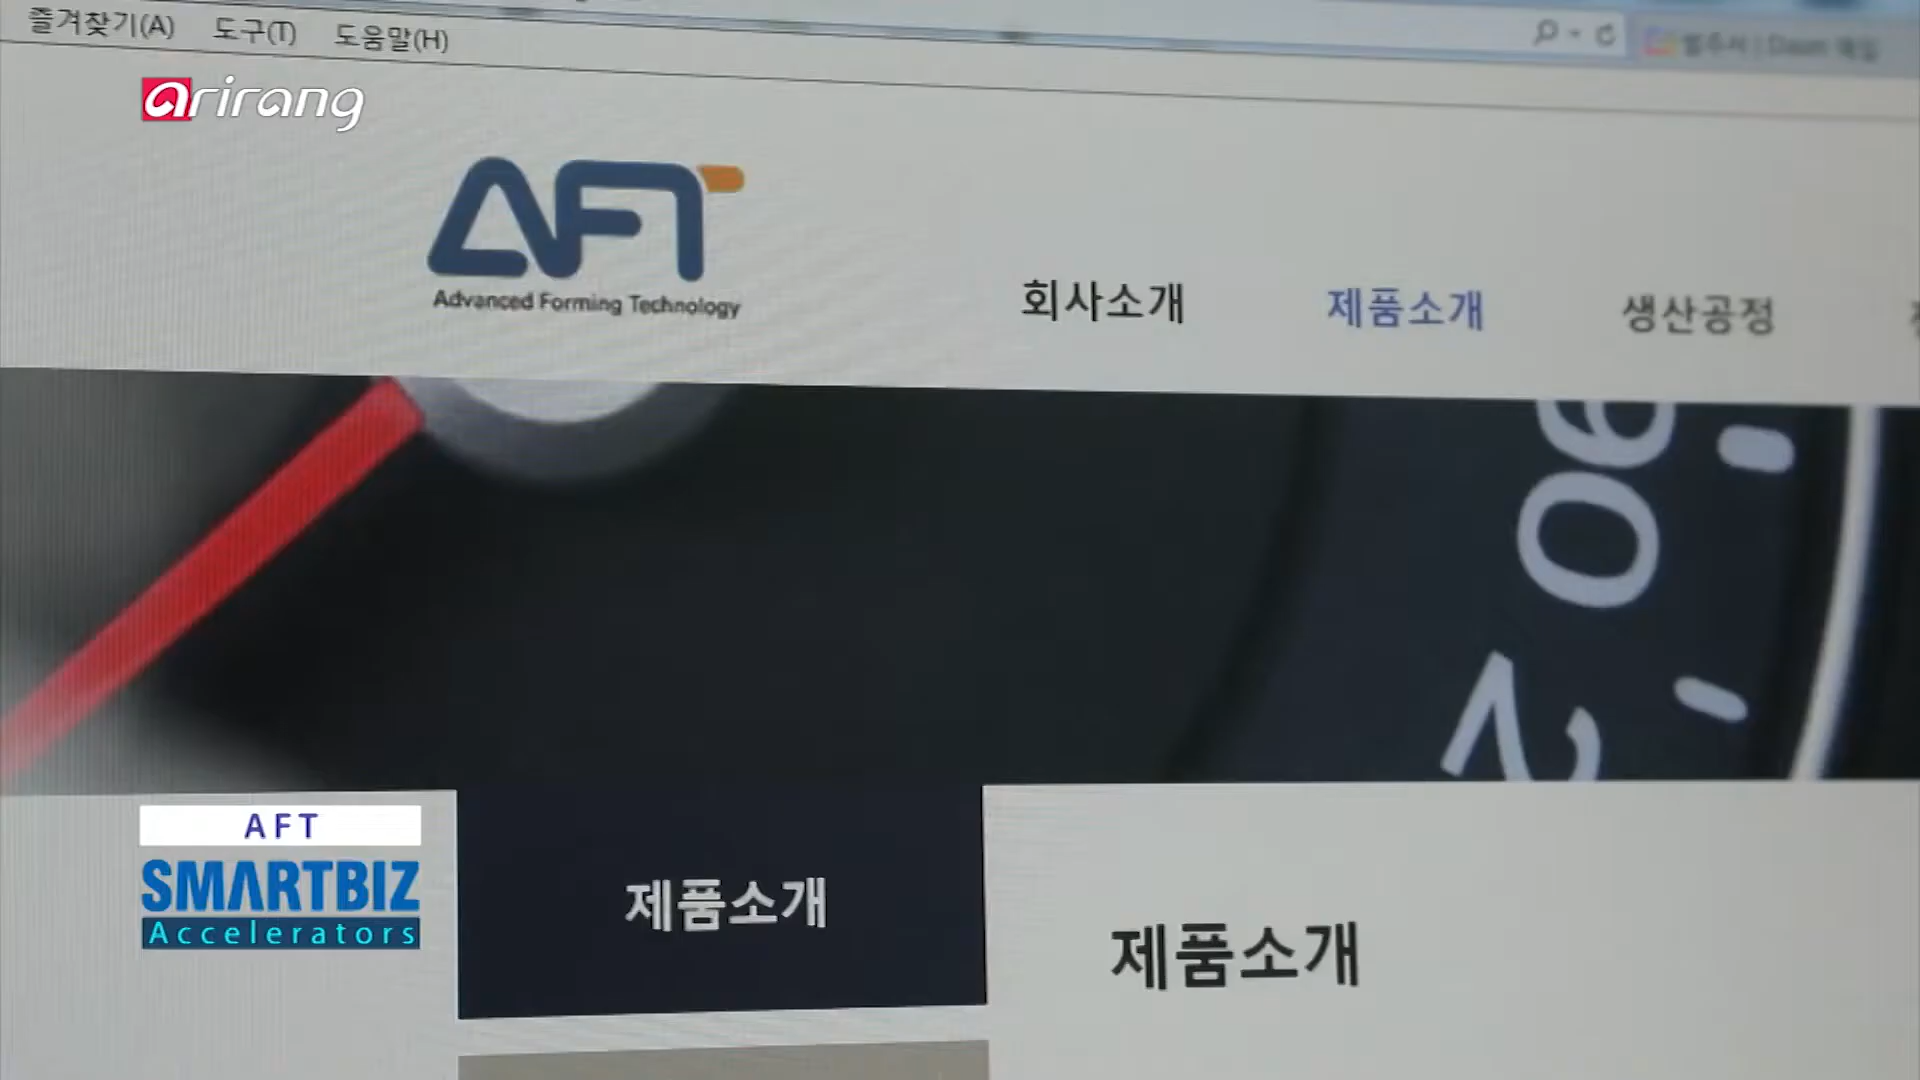 즐겨찾기(A) 도구(T) 도움말(H)
arirang
AFT
Advanced Forming Technology
회사소개 제품소개 생산공정
90
2
AFT
SMARTBIZ
Accelerators
제품소개
제품소개